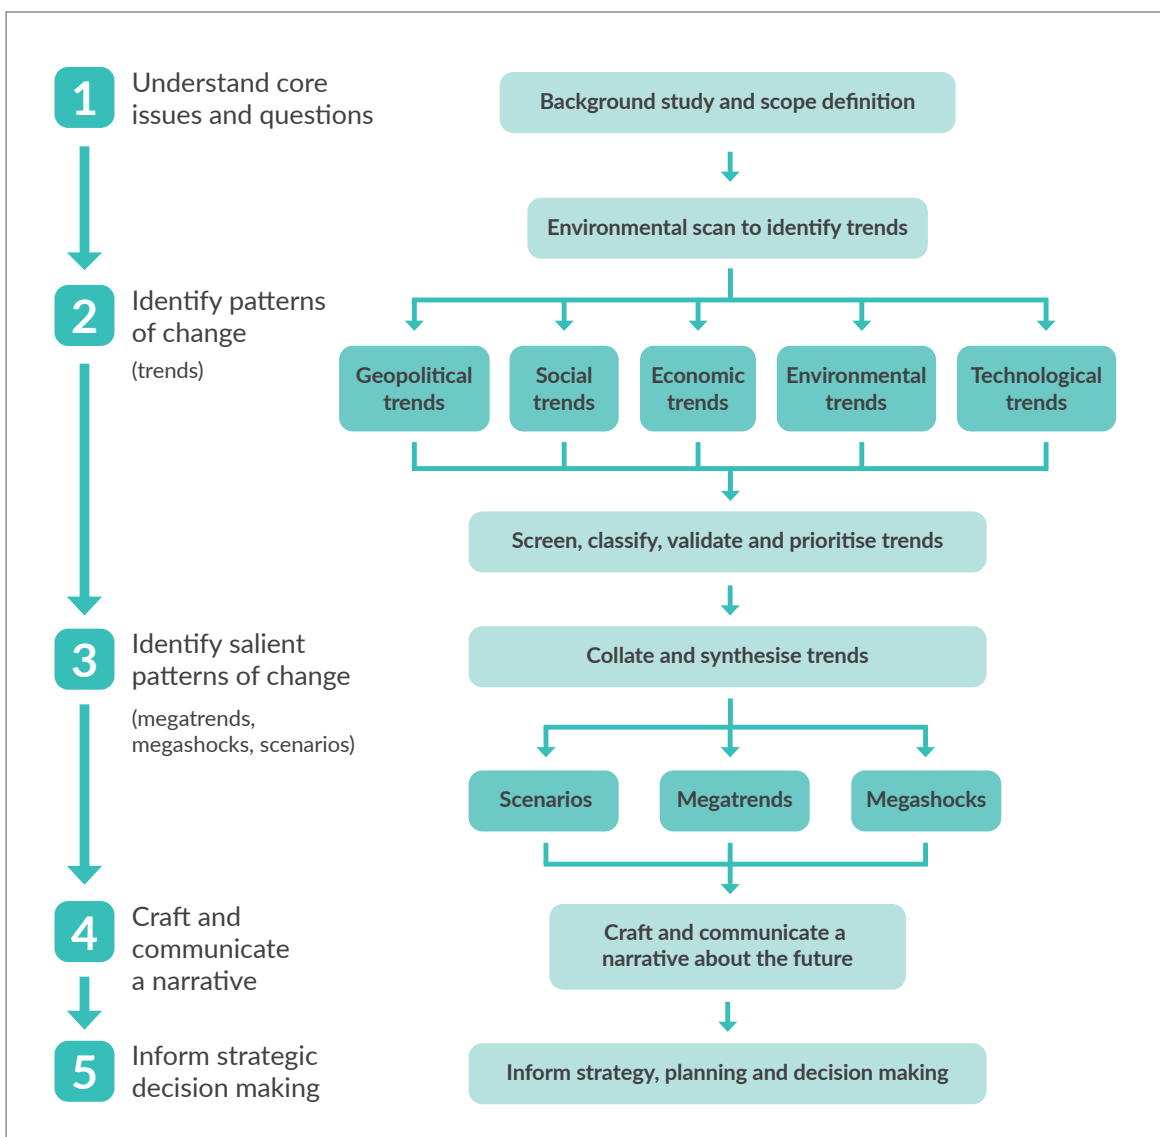 1
Understand core
issues and questions
Background study and scope definition
Environmental scan to identify trends
2
Identify patterns
of change
(trends)
Geopolitical
trends
Social
trends
Economic
trends
Environmental
trends
Technological
trends
Screen, classify, validate and prioritise trends
3
Identify salient
patterns of change
(megatrends,
megashocks, scenarios)
Collate and synthesise trends
Scenarios
Megatrends
Megashocks
4
Craft and
communicate
a narrative
Craft and communicate a
narrative about the future
5
Inform strategic
decision making
Inform strategy, planning and decision making